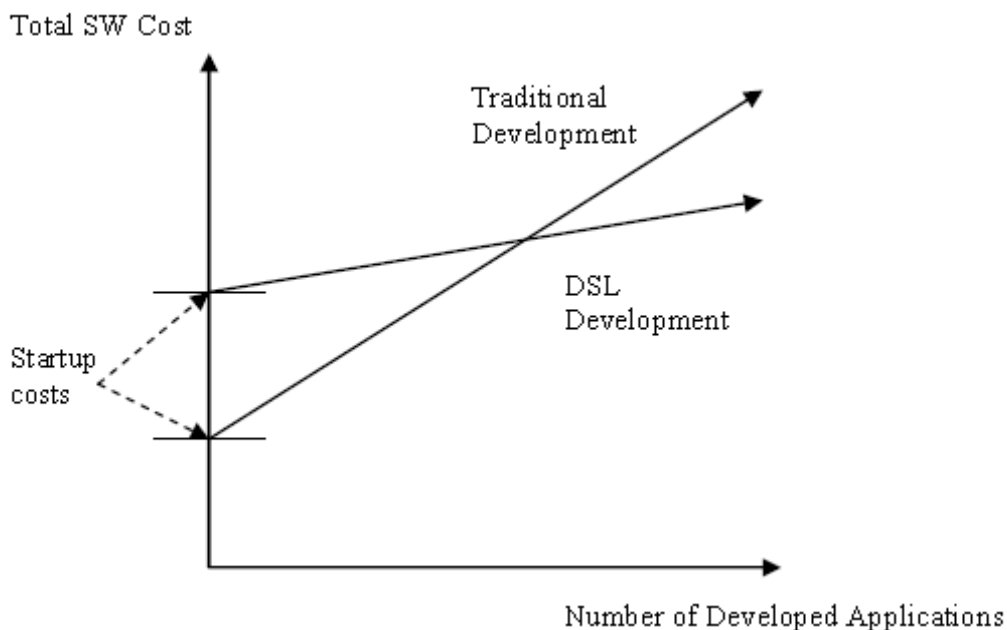 Total SW Cost
Traditional
Development
DSL
Development
Startup
costs
Number of Developed Applications